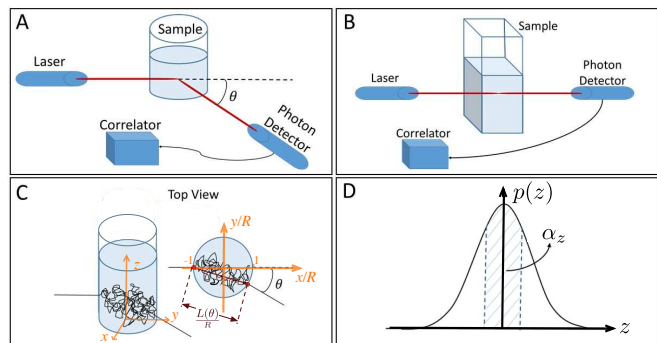 A
Sample
Laser
θ
Photon
Detector
Correlator
B
Sample
Laser
Photon
Detector
Correlator
C
Top View
z
y
x
y/R
-1
1
x/R
θ
L(θ)
R
D
p(z)
α_z
z